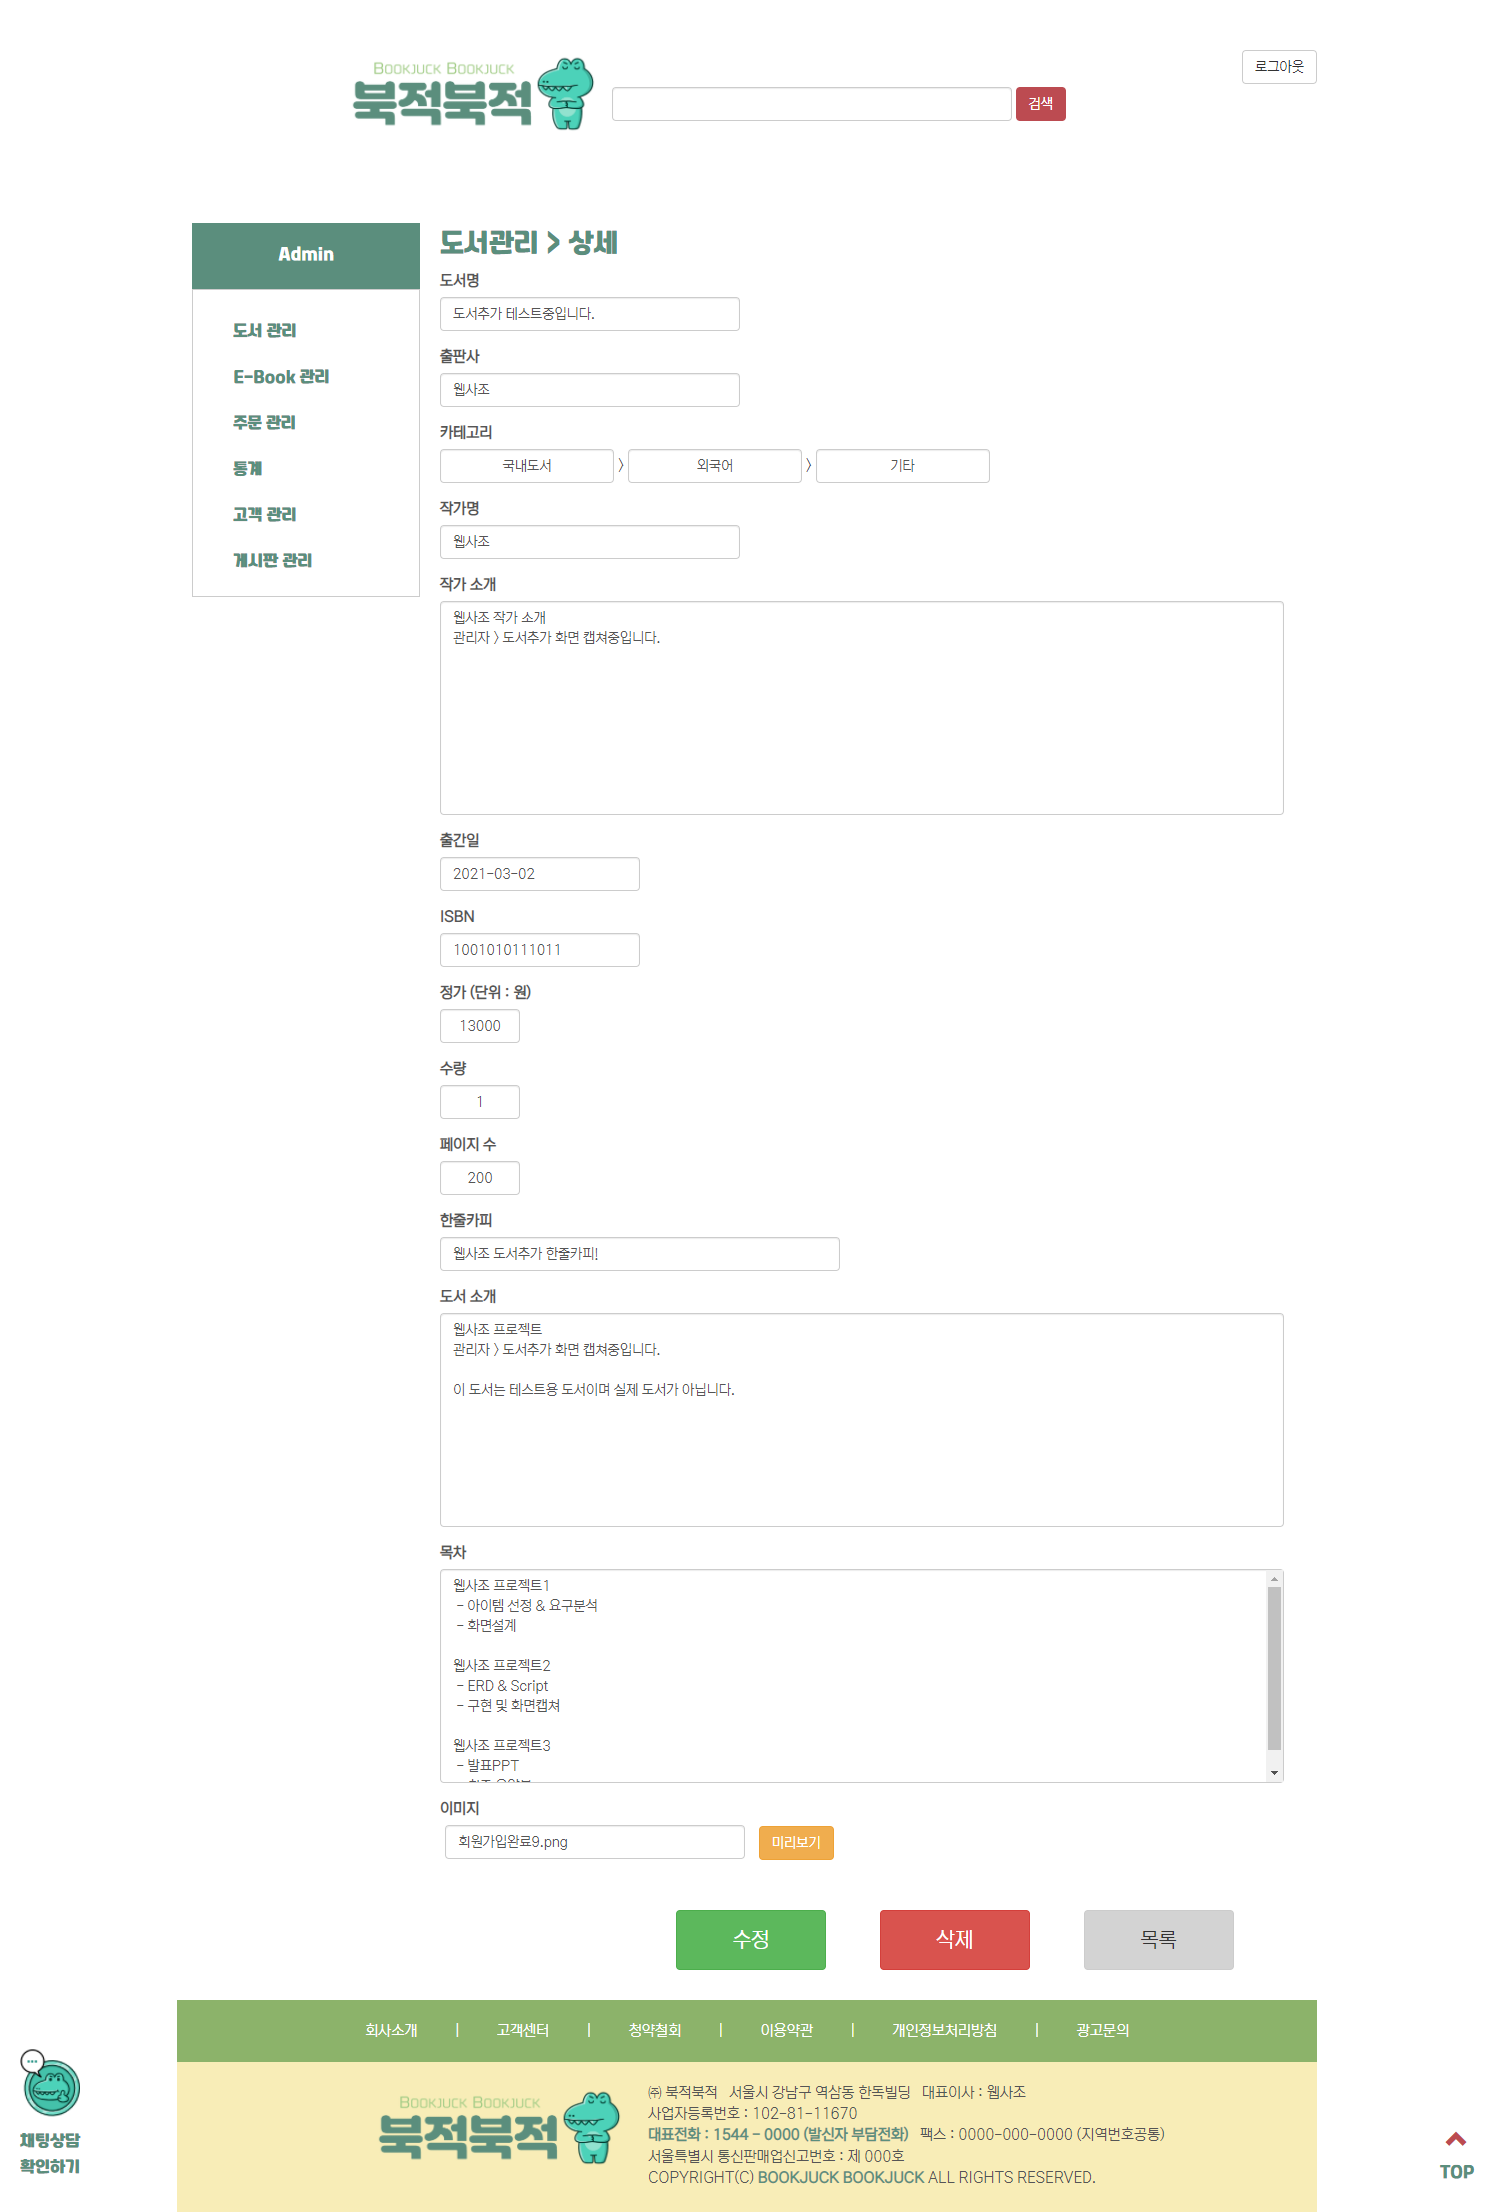 로그아웃
BOOKJUCK BOOKJUCK
북적북적
검색
Admin
도서 관리
E-Book 관리
주문 관리
통계
고객 관리
게시판 관리
도서관리 > 상세
도서명
도서추가 테스트중입니다.
출판사
웹사조
카테고리
국내도서 > 외국어 > 기타
작가명
웹사조
작가 소개
웹사조 작가 소개
관리자 > 도서추가 화면 캡쳐중입니다.
출간일
2021-03-02
ISBN
1001010111011
정가 (단위 : 원)
13000
수량
1
페이지 수
200
한줄카피
웹사조 도서추가 한줄카피!
도서 소개
웹사조 프로젝트
관리자 > 도서추가 화면 캡쳐중입니다.
이 도서는 테스트용 도서이며 실제 도서가 아닙니다.
목차
웹사조 프로젝트1
- 아이템 선정 & 요구분석
- 화면설계
웹사조 프로젝트2
- ERD & Script
- 구현 및 화면캡쳐
웹사조 프로젝트3
- 발표PPT
이미지
회원가입완료9.png 미리보기
수정 삭제 목록
회사소개 | 고객센터 | 청약철회 | 이용약관 | 개인정보처리방침 | 광고문의
BOOKJUCK BOOKJUCK
북적북적
㈜ 북적북적 서울시 강남구 역삼동 한독빌딩 대표이사 : 웹사조
사업자등록번호 : 102-81-11670
대표전화 : 1544 - 0000 (발신자 부담전화) 팩스 : 0000-000-0000 (지역번호공통)
서울특별시 통신판매업신고번호 : 제 000호
COPYRIGHT(C) BOOKJUCK BOOKJUCK ALL RIGHTS RESERVED.
채팅상담
확인하기
TOP